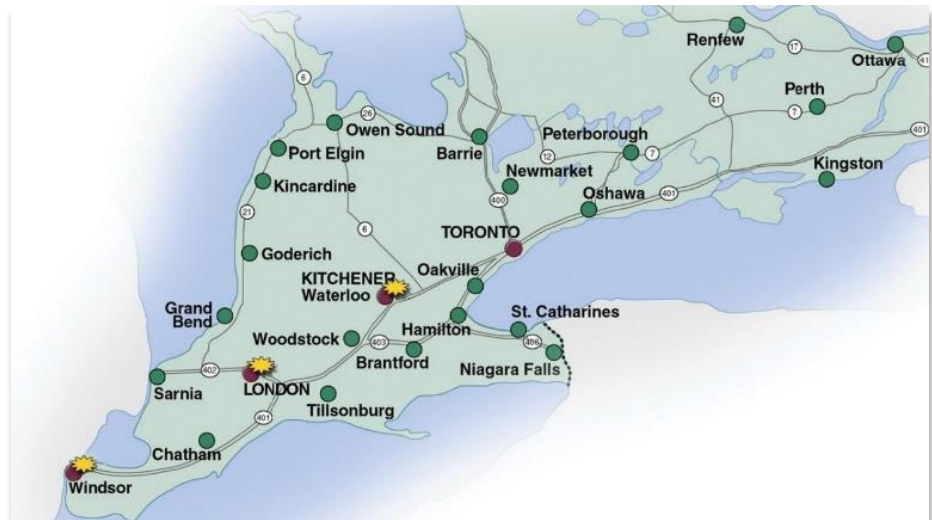 Renfew
17
Ottawa
41
6
Perth
41
7
26
Owen Sound
Peterborough
401
Port Elgin
Barrie
12
7
Kingston
Newmarket
Kincardine
Oshawa
401
400
21
6
TORONTO
Goderich
Oakville
KITCHENER
Waterloo
Grand
Bend
St. Catharines
Hamilton
Woodstock
403
406
Brantford
Niagara Falls
402
LONDON
Sarnia
Tillsonburg
401
Chatham
Windsor